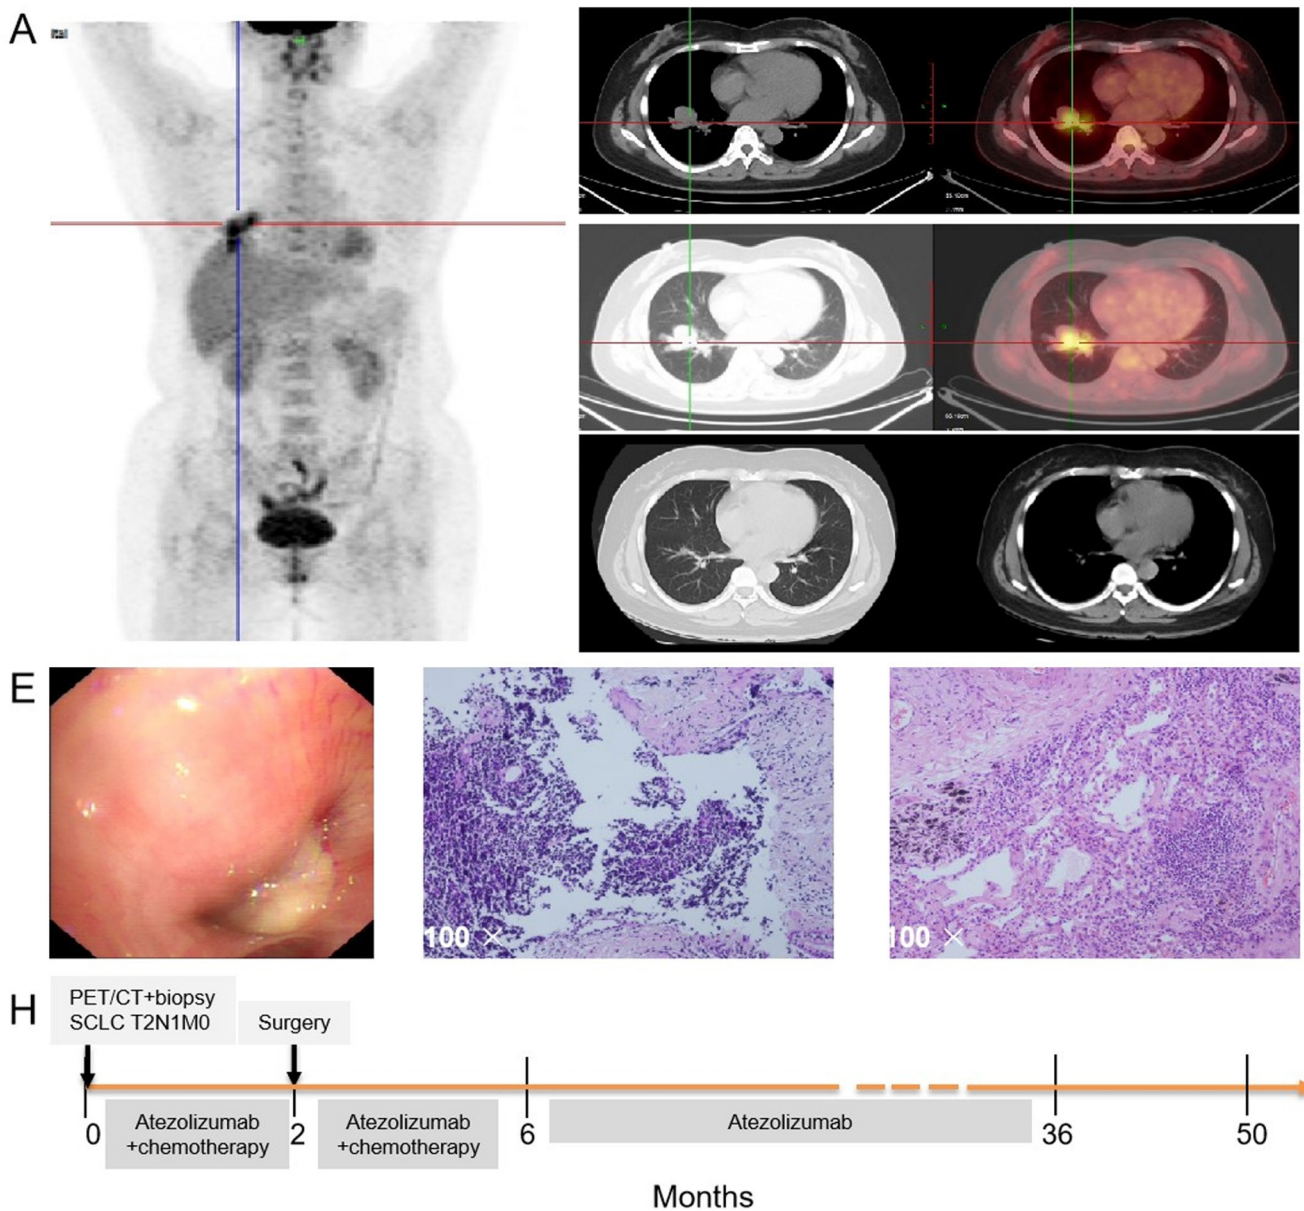 A
E
100 ×
100 ×
H
PET/CT+biopsy
SCLC T2N1M0
Surgery
Atezolizumab
+chemotherapy
Atezolizumab
+chemotherapy
Atezolizumab
0
2
6
36
50
Months